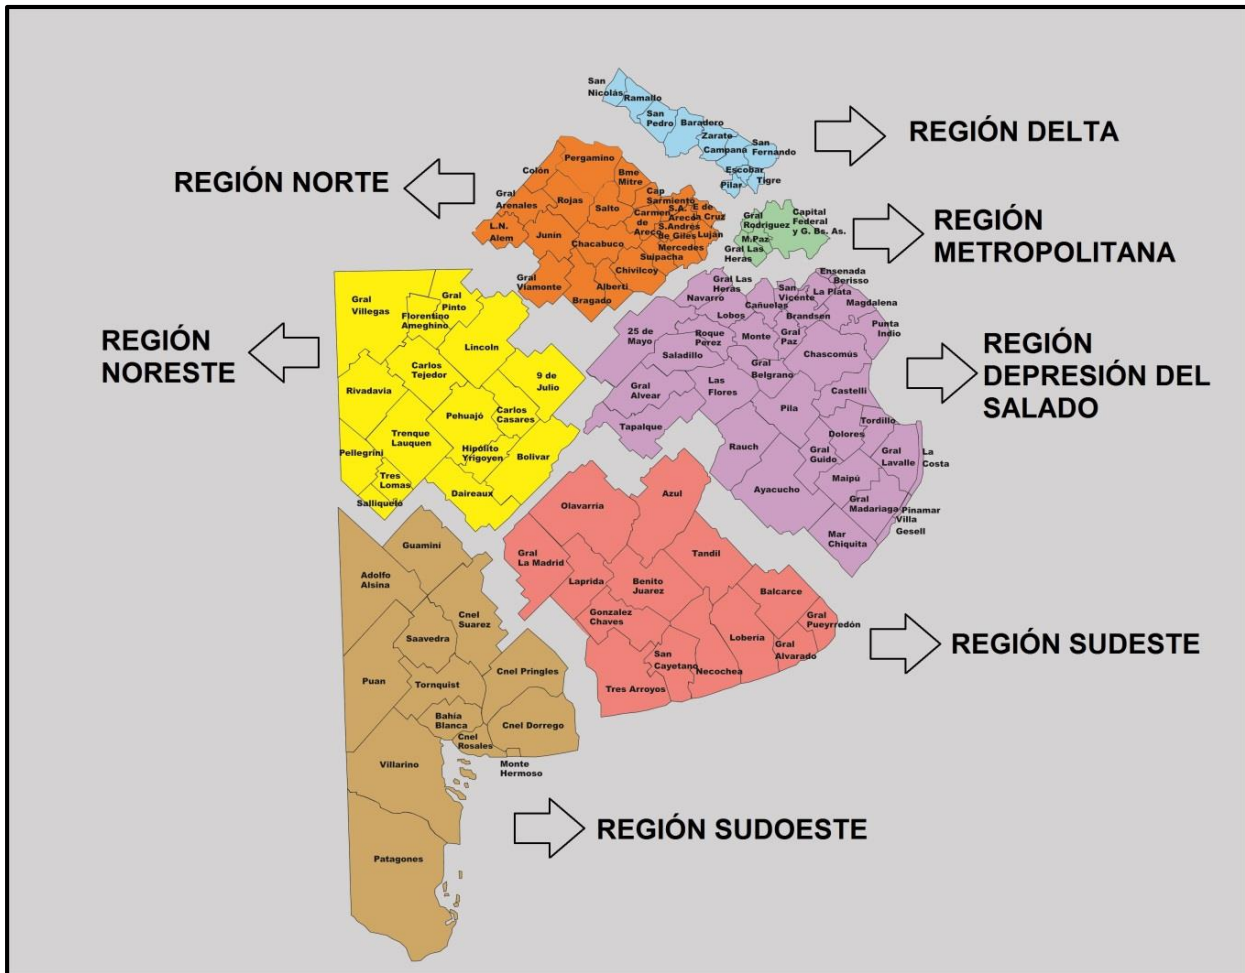 San
Nicolás
Ramallo
San
Pedro
Baradero
Zarate
Campana
San
Fernando
Escobar
Pilar
Tigre
REGIÓN DELTA
REGIÓN NORTE
Pergamino
Colón
Bme
Mitre
Gral
Arenales
Rojas
Salto
Cap
Sarmiento
S.A.
Areco
E de
la Cruz
Carmen
de
Areco
S.Andrés
de Giles
Luján
L.N.
Alem
Junín
Chacabuco
Mercedes
Suipacha
Chivilcoy
Gral
Viamonte
Alberti
Bragado
Gral
Rodriguez
Capital
Federal
y G. Bs. As.
M.Paz
Gral Las
Heras
REGIÓN
METROPOLITANA
REGIÓN
NORESTE
Gral
Villegas
Gral
Pinto
Florentino
Ameghino
Lincoln
Carlos
Tejedor
9 de
Julio
Rivadavia
Pehuajó
Carlos
Casares
Trenque
Lauquen
Hipólito
Yrigoyen
Bolivar
Pellegrini
Tres
Lomas
Daireaux
Salliqueló
Gral Las
Heras
Navarro
Ensenada
Berisso
San
Vicente
La Plata
Cañuelas
Magdalena
Lobos
Brandsen
25 de
Mayo
Roque
Perez
Monte
Gral
Paz
Punta
Indio
Saladillo
Chascomús
Gral
Belgrano
Gral
Alvear
Las
Flores
Castelli
Pila
Tordillo
Tapalque
Dolores
Rauch
Gral
Guido
Gral
Lavalle
La
Costa
Maipú
Ayacucho
Gral
Madariaga
Pinamar
Villa
Gesell
Mar
Chiquita
REGIÓN
DEPRESIÓN DEL
SALADO
Azul
Olavarría
Gral
La Madrid
Tandil
Laprida
Benito
Juarez
Balcarce
Gonzalez
Chaves
Gral
Pueyrredón
Lobería
Gral
Alvarado
San
Cayetano
Necochea
Tres Arroyos
REGIÓN SUDESTE
Guaminí
Adolfo
Alsina
Cnel
Suarez
Saavedra
Puan
Tornquist
Cnel Pringles
Bahía
Blanca
Cnel Dorrego
Cnel
Rosales
Monte
Hermoso
Villarino
Patagones
REGIÓN SUDOESTE